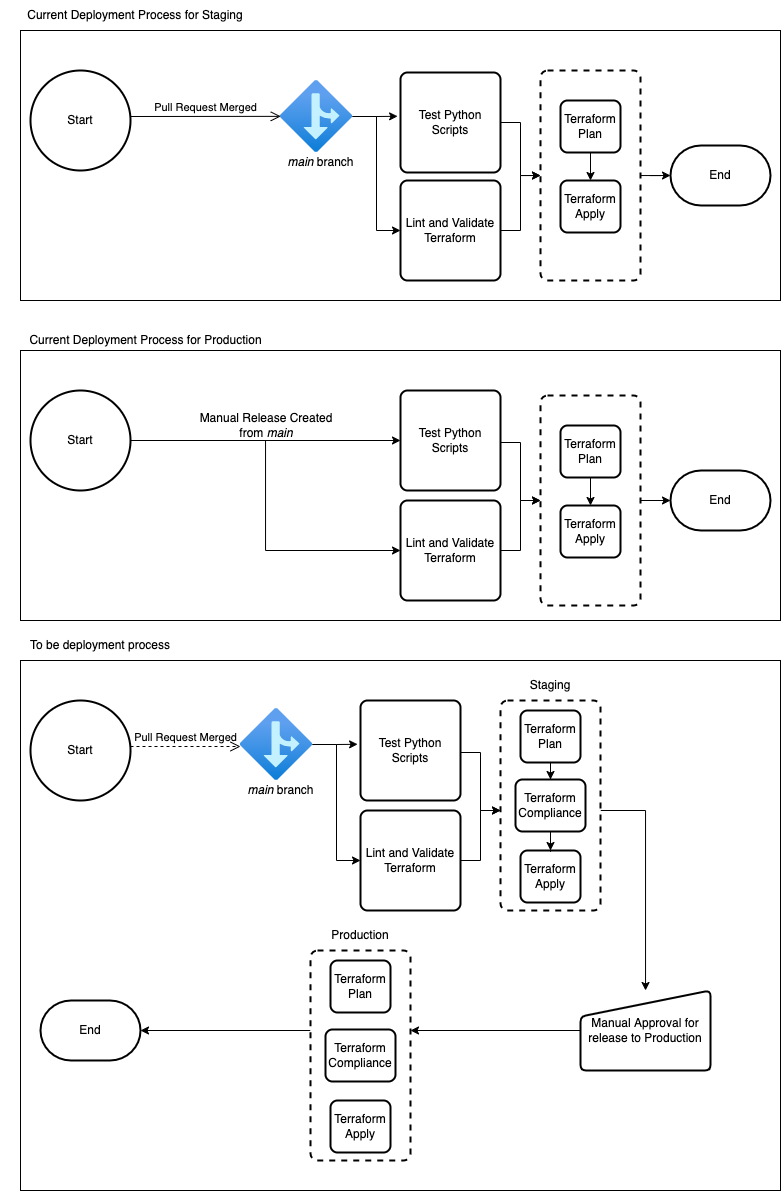 Current Deployment Process for Staging
Start
Pull Request Merged
main branch
Test Python
Scripts
Lint and Validate
Terraform
Terraform
Plan
Terraform
Apply
End
Current Deployment Process for Production
Start
Manual Release Created
from main
Test Python
Scripts
Lint and Validate
Terraform
Terraform
Plan
Terraform
Apply
End
To be deployment process
Start
Pull Request Merged
main branch
Test Python
Scripts
Lint and Validate
Terraform
Staging
Terraform
Plan
Terraform
Compliance
Terraform
Apply
Manual Approval for
release to Production
Production
Terraform
Plan
Terraform
Compliance
Terraform
Apply
End